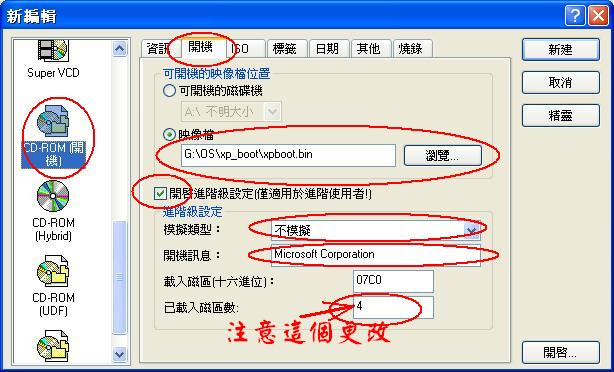 新編輯
Super VCD
CD-ROM (開機)
CD-ROM (Hybrid)
CD-ROM (UDF)
資訊 開機 ISO 標籤 日期 其他 燒錄
可開機的映像檔位置
可開機的磁碟機
A:\ 不明大小
映像檔
G:\OS\xp_boot\xpboot.bin 瀏覽...
開啓進階級設定(僅適用於進階使用者!)
進階級設定
模擬類型： 不模擬
開機訊息： Microsoft Corporation
載入磁區(十六進位)： 07C0
已載入磁區數： 4
注意這個更改
新建
取消
精靈
開啓...